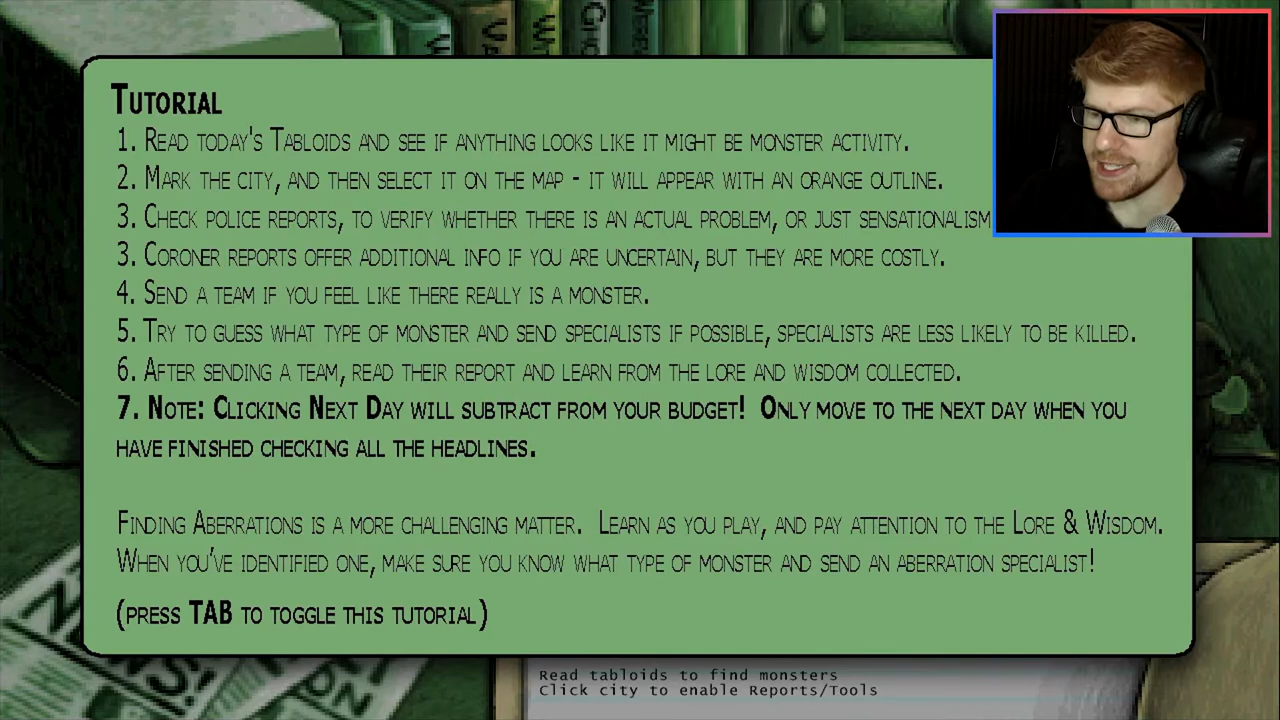 Tutorial
1. Read today's Tabloids and see if anything looks like it might be monster activity.
2. Mark the city, and then select it on the map - it will appear with an orange outline.
3. Check police reports, to verify whether there is an actual problem, or just sensationalism
3. Coroner reports offer additional info if you are uncertain, but they are more costly.
4. Send a team if you feel like there really is a monster.
5. Try to guess what type of monster and send specialists if possible, specialists are less likely to be killed.
6. After sending a team, read their report and learn from the lore and wisdom collected.
7. Note: Clicking Next Day will subtract from your budget! Only move to the next day when you
have finished checking all the headlines.
Finding Aberrations is a more challenging matter. Learn as you play, and pay attention to the Lore & Wisdom.
When you've identified one, make sure you know what type of monster and send an aberration specialist!
(press TAB to toggle this tutorial)
NEWS!
Read tabloids to find monsters
Click city to enable Reports/Tools